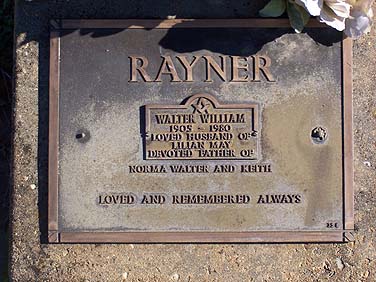 RAYNER
WALTER WILLIAM
1905 - 1980
LOVED HUSBAND OF
LILIAN MAY
DEVOTED FATHER OF
NORMA WALTER AND KEITH
LOVED AND REMEMBERED ALWAYS